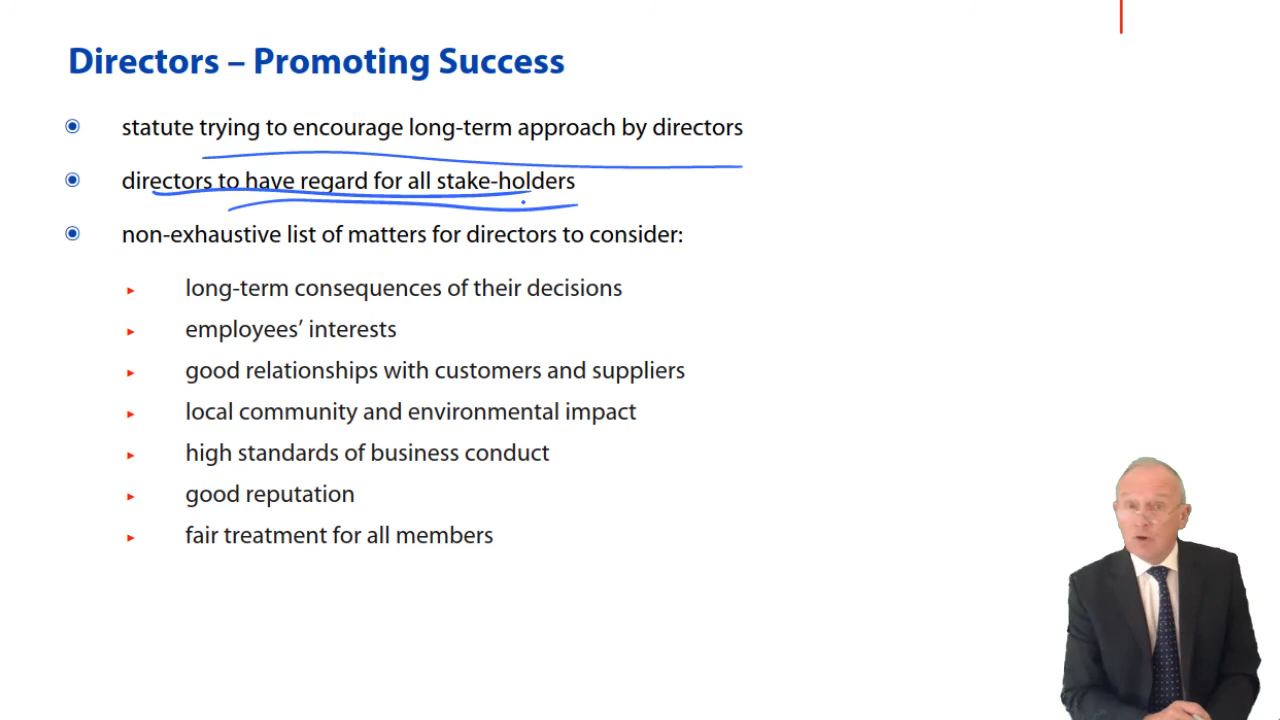 Directors – Promoting Success
statute trying to encourage long-term approach by directors
directors to have regard for all stake-holders
non-exhaustive list of matters for directors to consider:
long-term consequences of their decisions
employees’ interests
good relationships with customers and suppliers
local community and environmental impact
high standards of business conduct
good reputation
fair treatment for all members